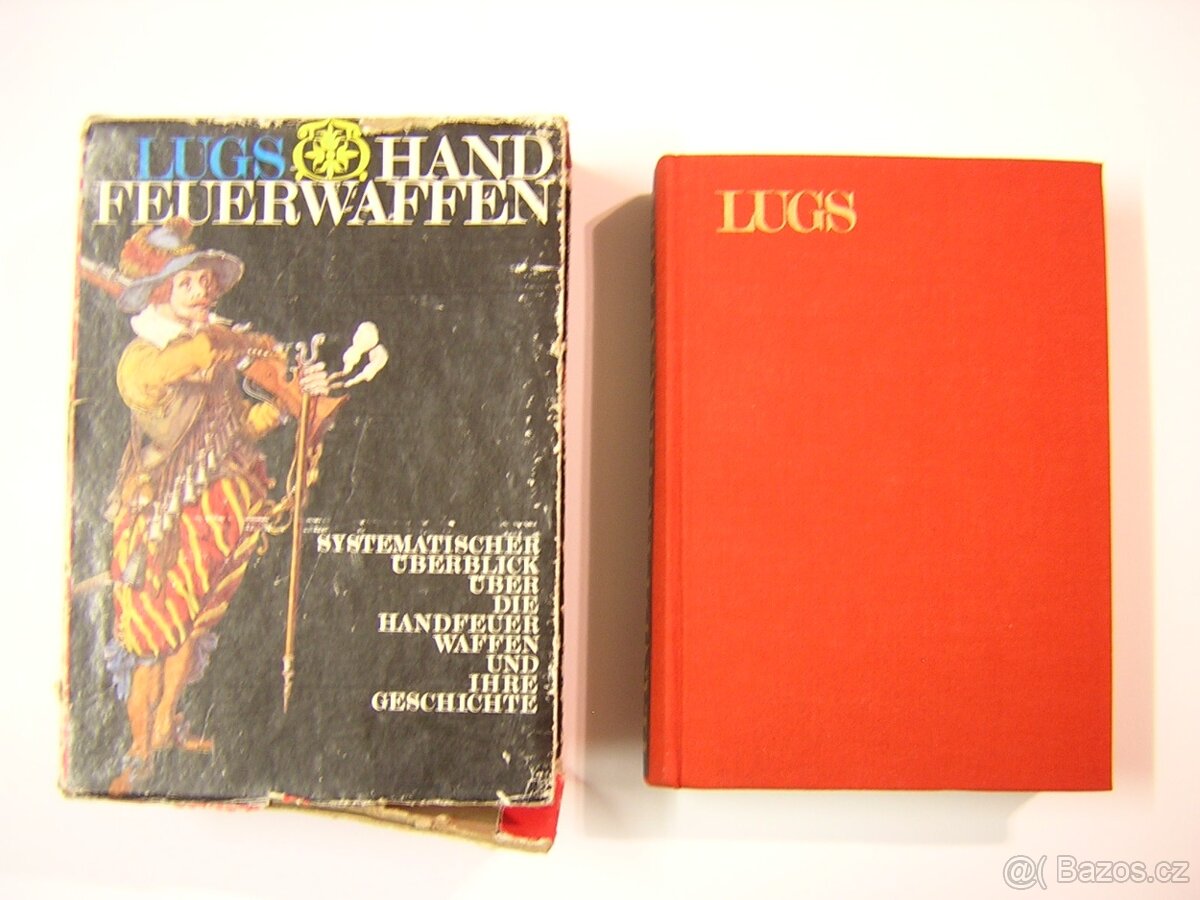 LUGS HAND
FEUERWAFFEN
SYSTEMATISCHER
ÜBERBLICK
ÜBER
DIE
HANDFEUER
WAFFEN
UND
IHRE
GESCHICHTE
LUGS
@( Bazos.cz